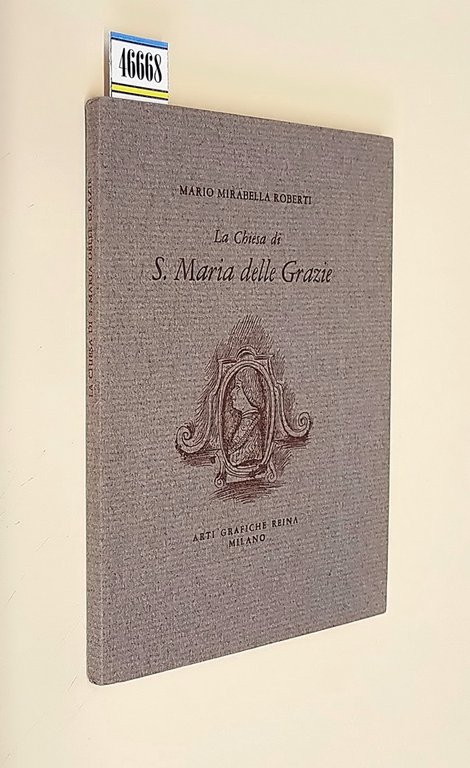 46668
MARIO MIRABELLA ROBERTI
La Chiesa di
S. Maria delle Grazie
ARTI GRAFICHE REINA
MILANO
LA CHIESA DI S. MARIA DELLE GRAZIE